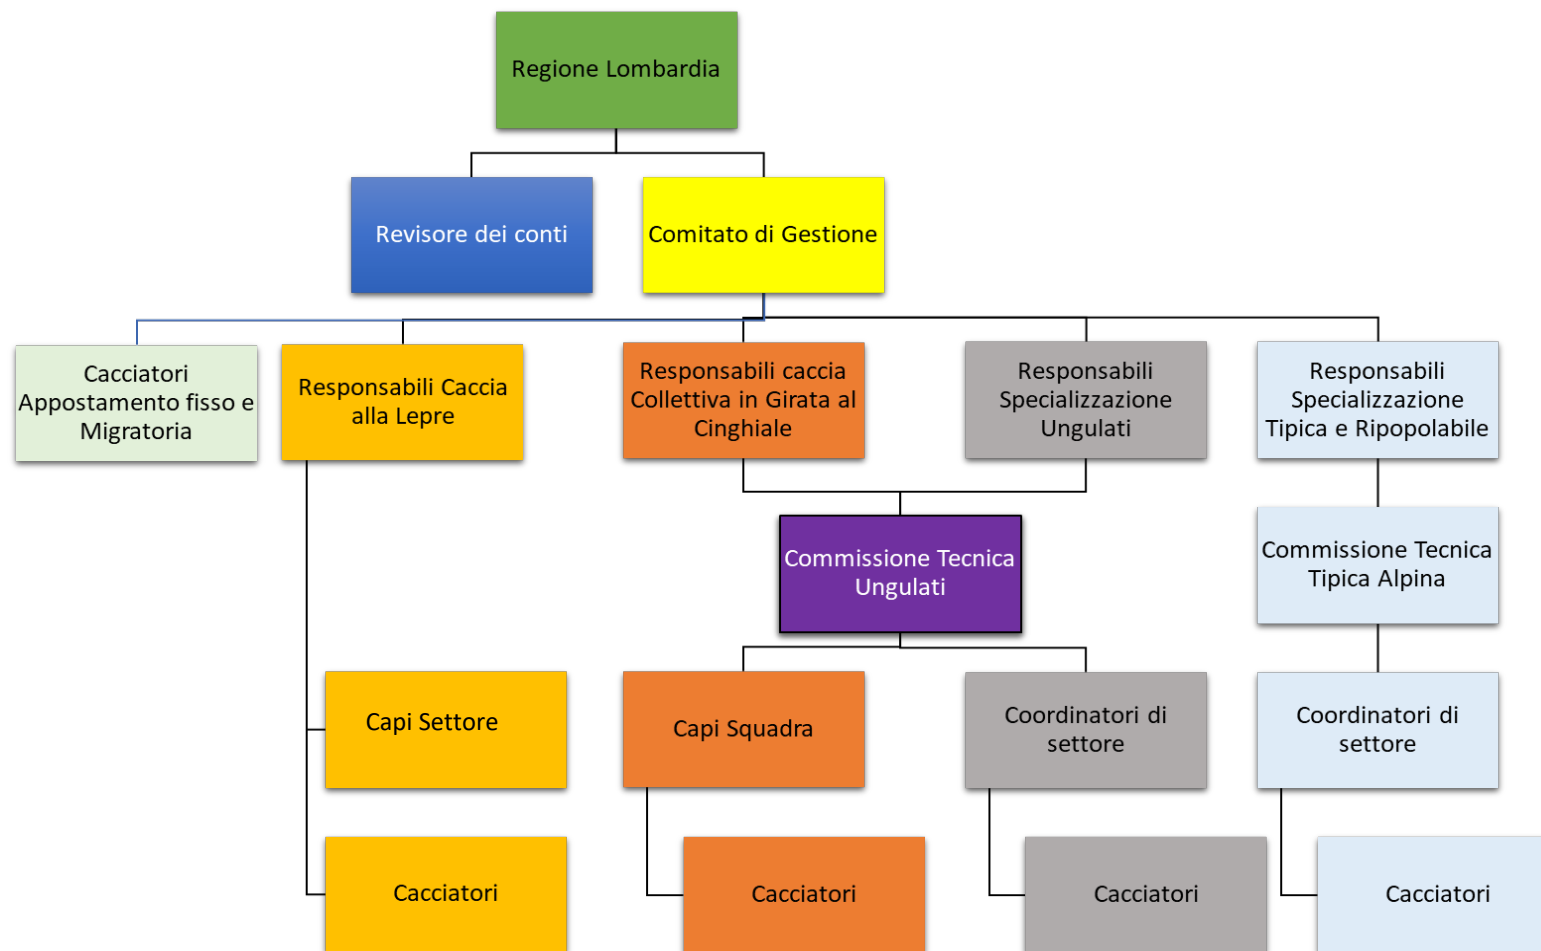 Regione Lombardia
Revisore dei conti
Comitato di Gestione
Cacciatori
Appostamento fisso e
Migratoria
Responsabili Caccia
alla Lepre
Responsabili caccia
Collettiva in Girata al
Cinghiale
Responsabili
Specializzazione
Ungulati
Responsabili
Specializzazione
Tipica e Ripopolabile
Commissione Tecnica
Ungulati
Commissione Tecnica
Tipica Alpina
Capi Settore
Capi Squadra
Coordinatori di
settore
Coordinatori di
settore
Cacciatori
Cacciatori
Cacciatori
Cacciatori